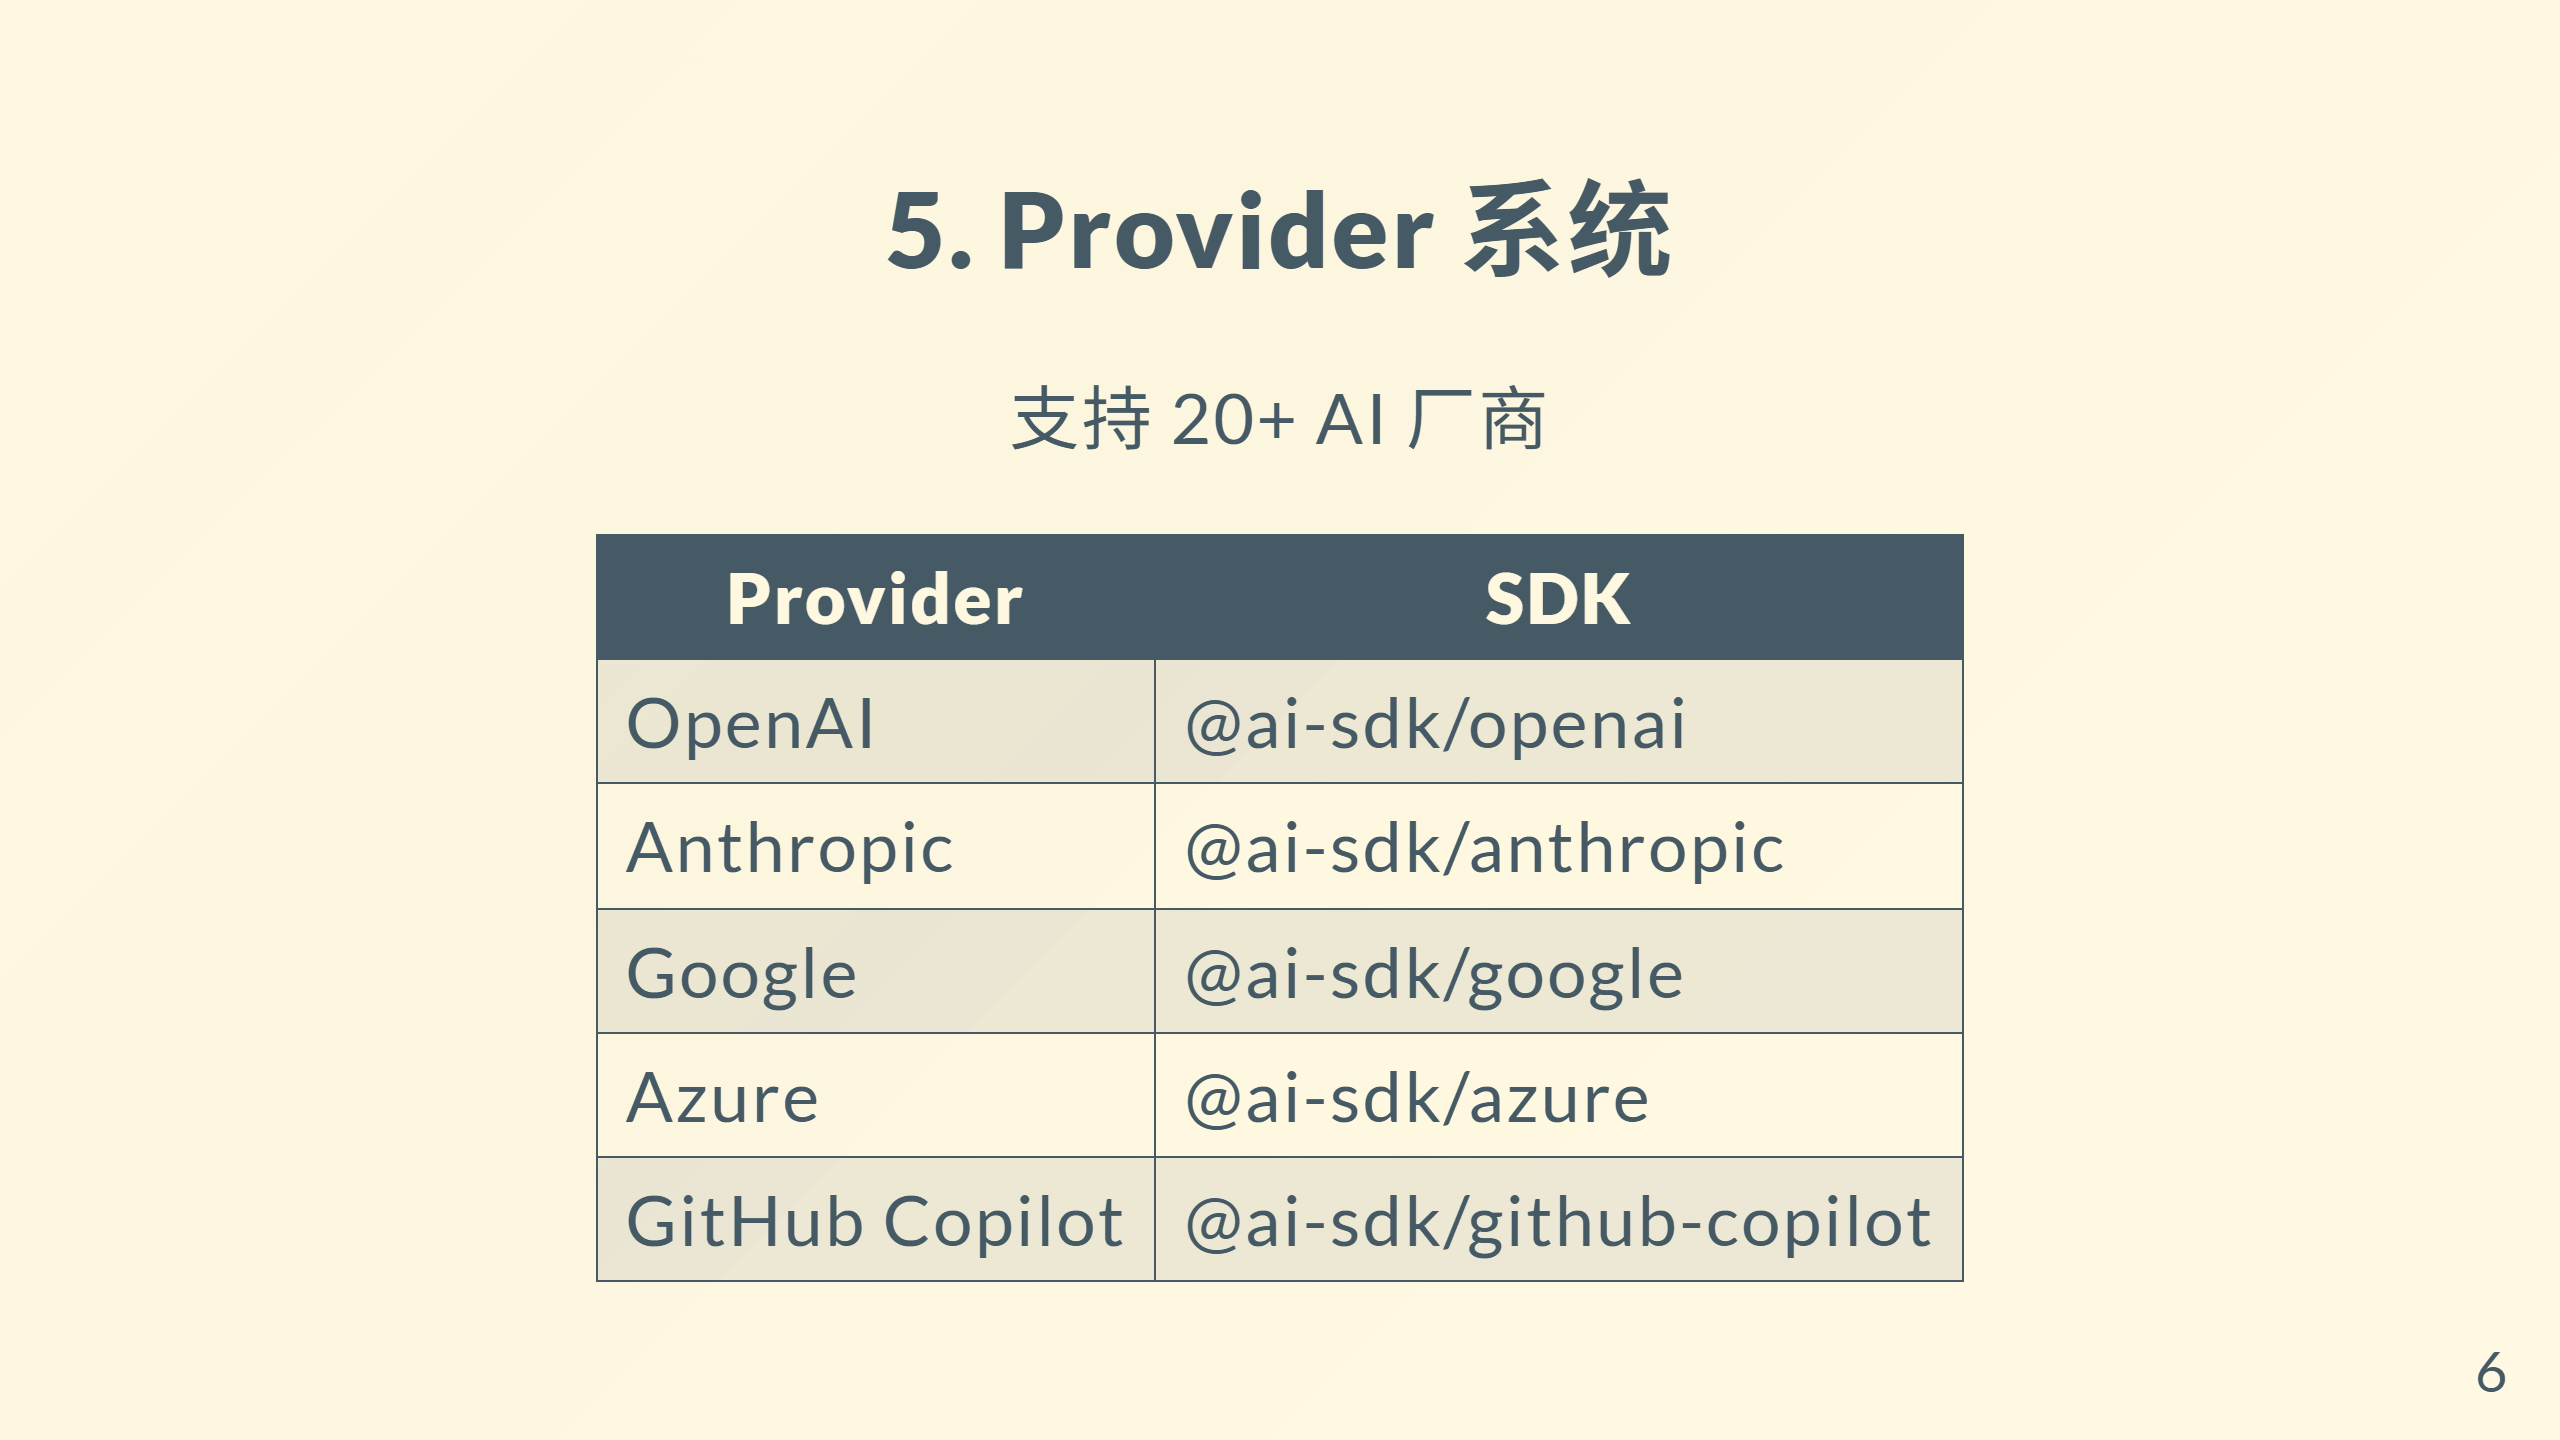 5. Provider 系统
支持 20+ AI 厂商
Provider SDK
OpenAI @ai-sdk/openai
Anthropic @ai-sdk/anthropic
Google @ai-sdk/google
Azure @ai-sdk/azure
GitHub Copilot @ai-sdk/github-copilot
6